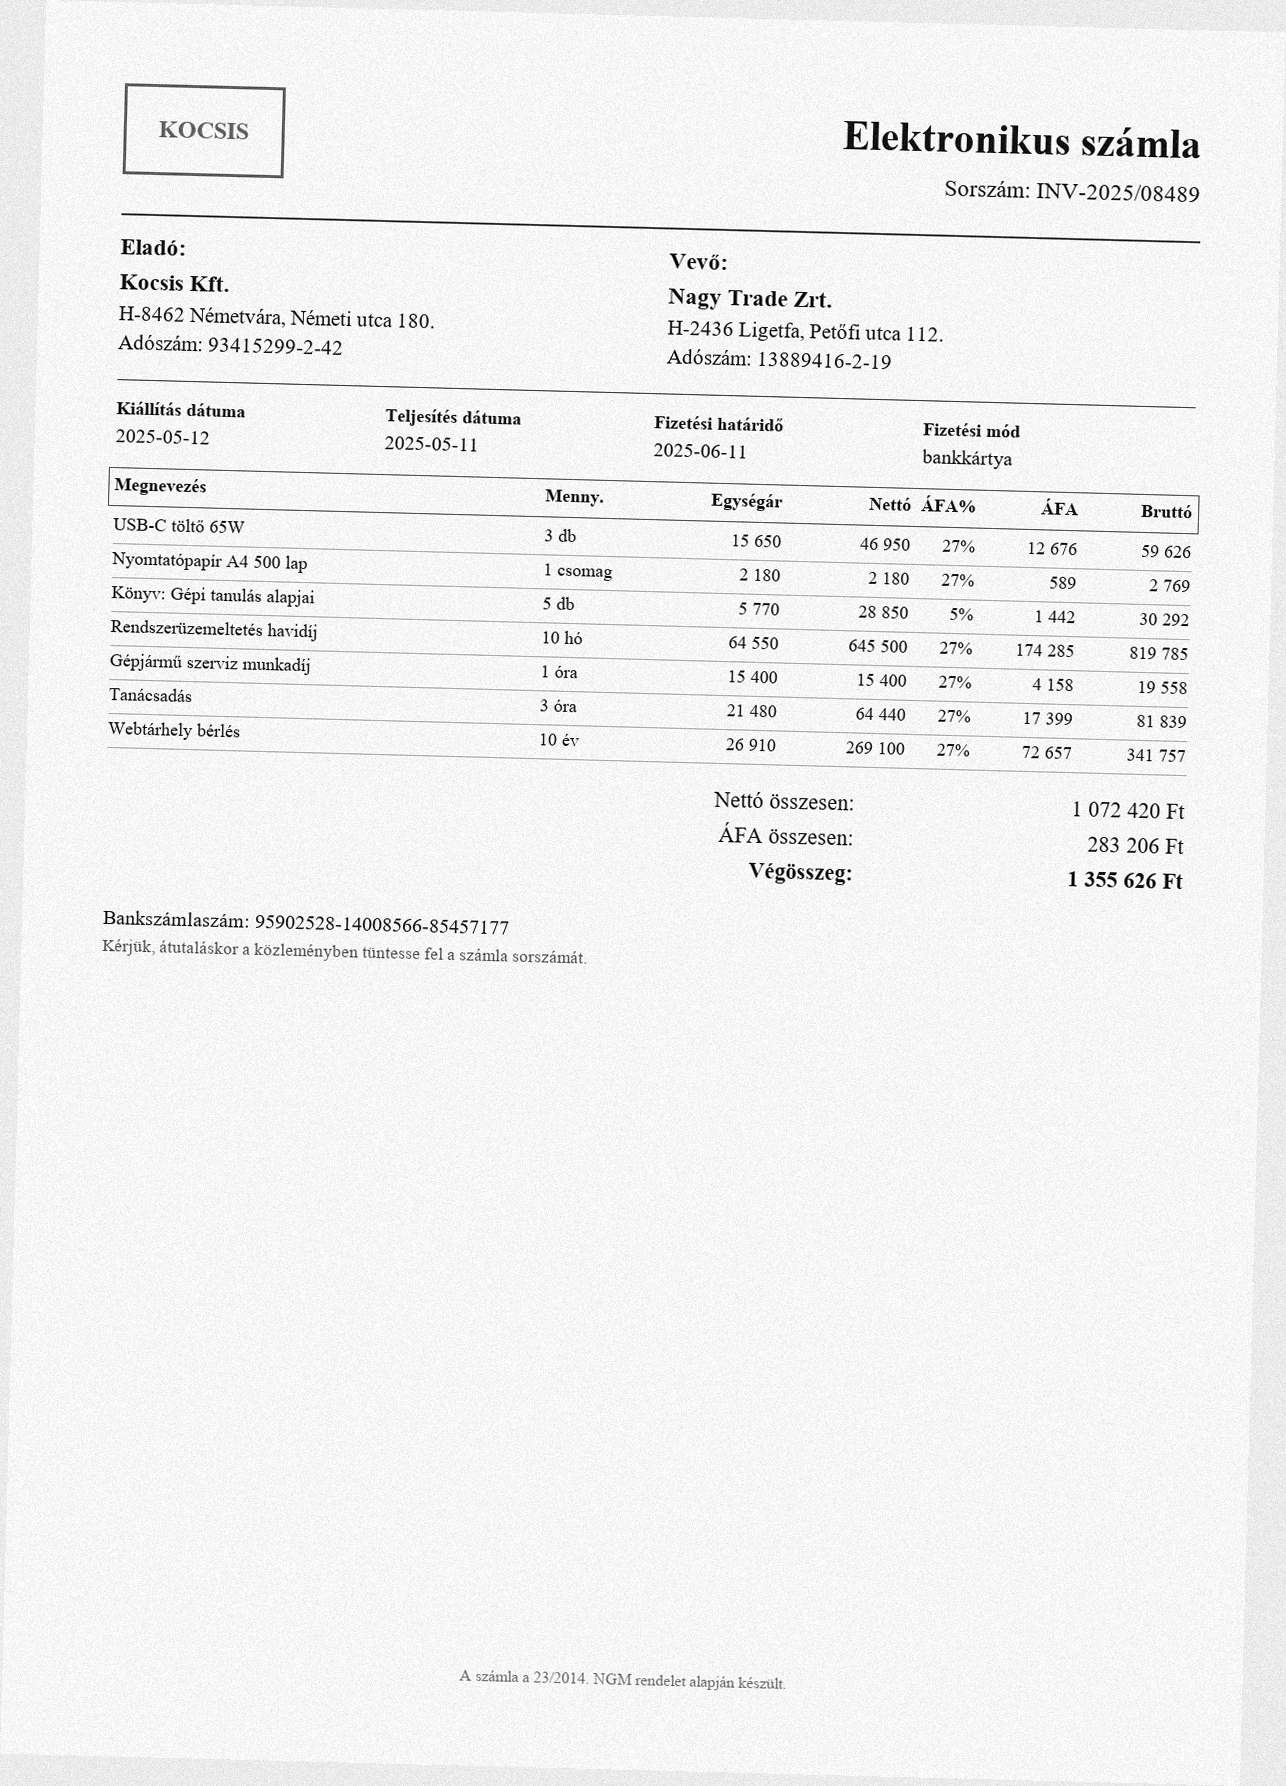 KOCSIS
Elektronikus számla
Sorszám: INV-2025/08489
Eladó:
Kocsis Kft.
H-8462 Németvára, Németi utca 180.
Adószám: 93415299-2-42
Vevő:
Nagy Trade Zrt.
H-2436 Ligetfa, Petőfi utca 112.
Adószám: 13889416-2-19
Kiállítás dátuma Teljesítés dátuma Fizetési határidő Fizetési mód
2025-05-12 2025-05-11 2025-06-11 bankkártya
Megnevezés Menny. Egységár Nettó ÁFA% ÁFA Bruttó
USB-C töltő 65W 3 db 15 650 46 950 27% 12 676 59 626
Nyomtatópapír A4 500 lap 1 csomag 2 180 2 180 27% 589 2 769
Könyv: Gépi tanulás alapjai 5 db 5 770 28 850 5% 1 442 30 292
Rendszerüzemeltetés havidíj 10 hó 64 550 645 500 27% 174 285 819 785
Gépjármű szerviz munkadíj 1 óra 15 400 15 400 27% 4 158 19 558
Tanácsadás 3 óra 21 480 64 440 27% 17 399 81 839
Webtárhely bérlés 10 év 26 910 269 100 27% 72 657 341 757
Nettó összesen: 1 072 420 Ft
ÁFA összesen: 283 206 Ft
Végösszeg: 1 355 626 Ft
Bankszámlaszám: 95902528-14008566-85457177
Kérjük, átutaláskor a közleményben tüntesse fel a számla sorszámát.
A számla a 23/2014. NGM rendelet alapján készült.